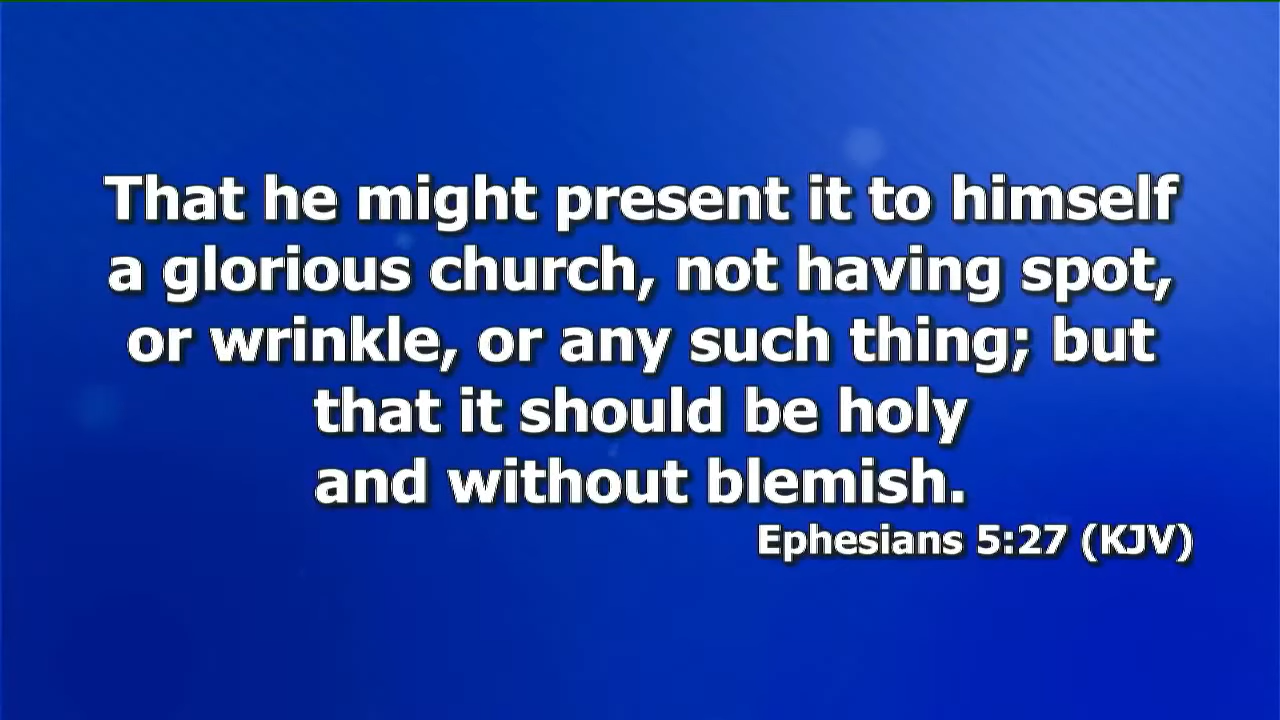 That he might present it to himself
a glorious church, not having spot,
or wrinkle, or any such thing; but
that it should be holy
and without blemish.
Ephesians 5:27 (KJV)